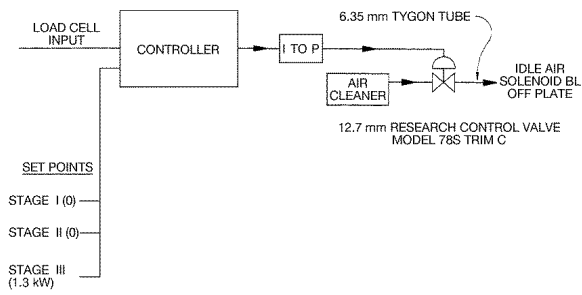 LOAD CELL
INPUT
CONTROLLER
I TO P
6.35 mm TYGON TUBE
AIR
CLEANER
IDLE AIR
SOLENOID BL
OFF PLATE
12.7 mm RESEARCH CONTROL VALVE
MODEL 78S TRIM C
SET POINTS
STAGE I (0)
STAGE II (0)
STAGE III
(1.3 kW)